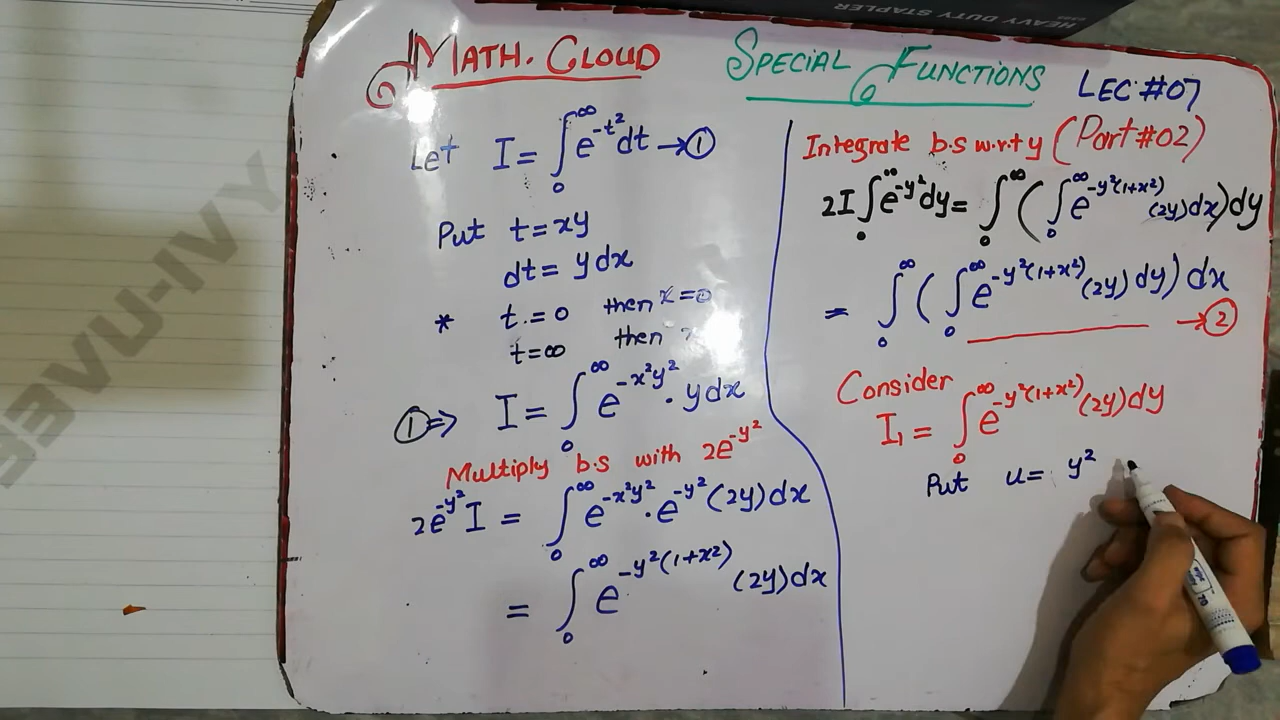 HEAVY DUTY STAPLER
MATH. CLOUD
SPECIAL FUNCTIONS
LEC #07
Let I = ∫₀^∞ e^{-t²} dt → ①
Put t = xy
dt = y dx
* t = 0 then x = 0
t = ∞ then x
① ⇒ I = ∫₀^∞ e^{-x²y²} · y dx
Multiply b.s with 2e^{-y²}
2e^{-y²} I = ∫₀^∞ e^{-x²y²} · e^{-y²} (2y) dx
= ∫₀^∞ e^{-y²(1+x²)} (2y) dx
Integrate b.s w.r.t y (Part #02)
2I ∫₀^∞ e^{-y²} dy = ∫₀^∞ ( ∫₀^∞ e^{-y²(1+x²)} (2y) dx ) dy
= ∫₀^∞ ( ∫₀^∞ e^{-y²(1+x²)} (2y) dy ) dx
→ ②
Consider
I₁ = ∫₀^∞ e^{-y²(1+x²)} (2y) dy
Put u = y²